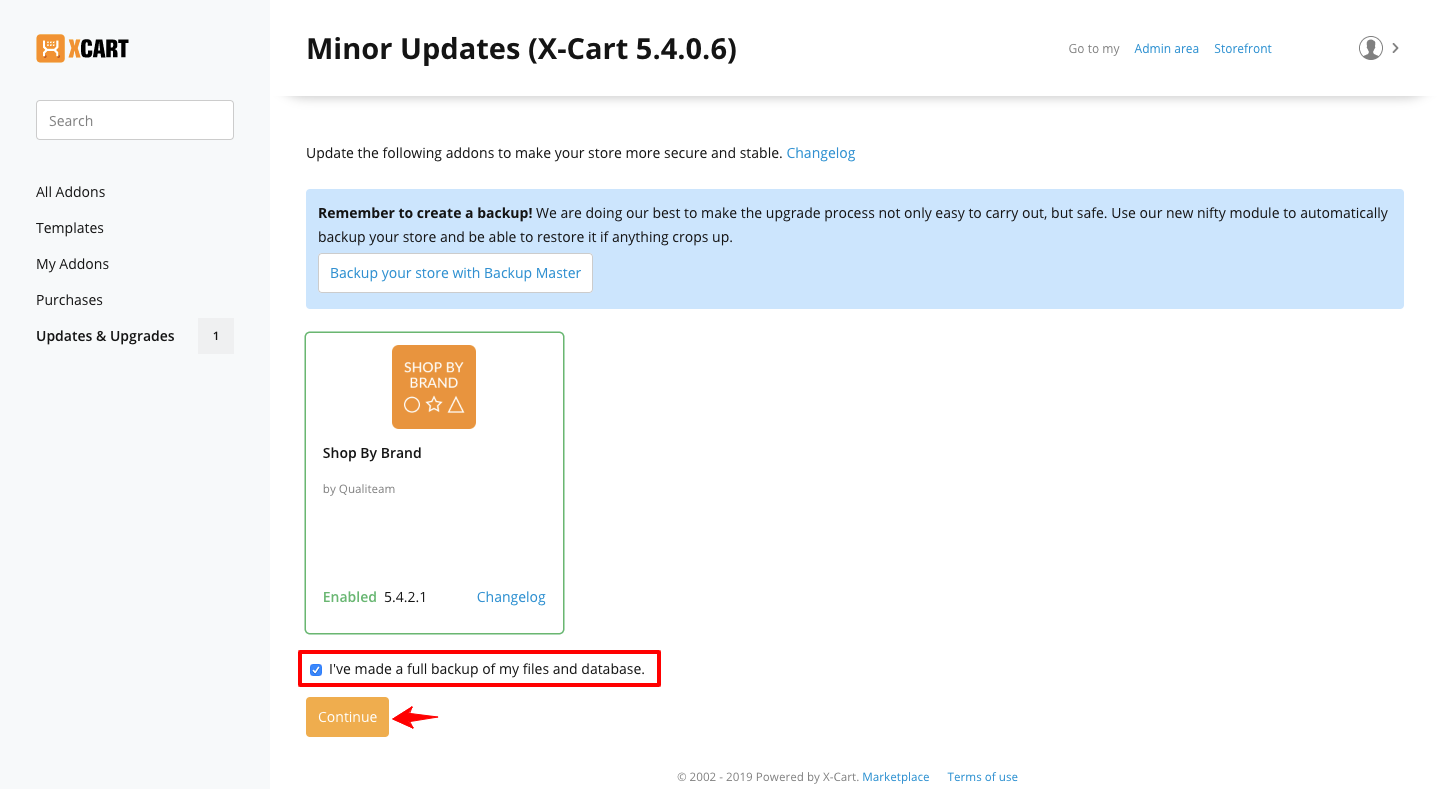 XCART
Minor Updates (X-Cart 5.4.0.6)
Go to my Admin area Storefront
Search
All Addons
Templates
My Addons
Purchases
Updates & Upgrades 1
Update the following addons to make your store more secure and stable. Changelog
Remember to create a backup! We are doing our best to make the upgrade process not only easy to carry out, but safe. Use our new nifty module to automatically
backup your store and be able to restore it if anything crops up.
Backup your store with Backup Master
SHOP BY
BRAND
Shop By Brand
by Qualiteam
Enabled 5.4.2.1 Changelog
I've made a full backup of my files and database.
Continue
© 2002 - 2019 Powered by X-Cart. Marketplace Terms of use